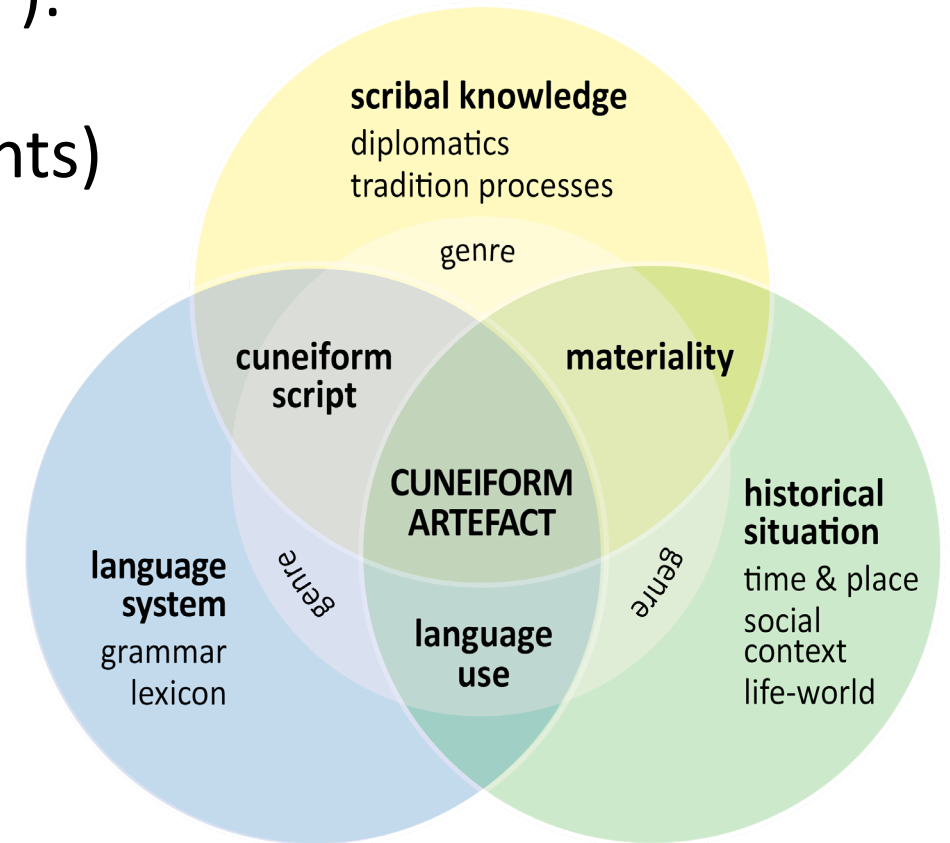 ).
nts)
scribal knowledge
diplomatics
tradition processes
genre
cuneiform
script
materiality
CUNEIFORM
ARTEFACT
historical
situation
time & place
social
context
life-world
language
system
grammar
lexicon
genre
genre
language
use